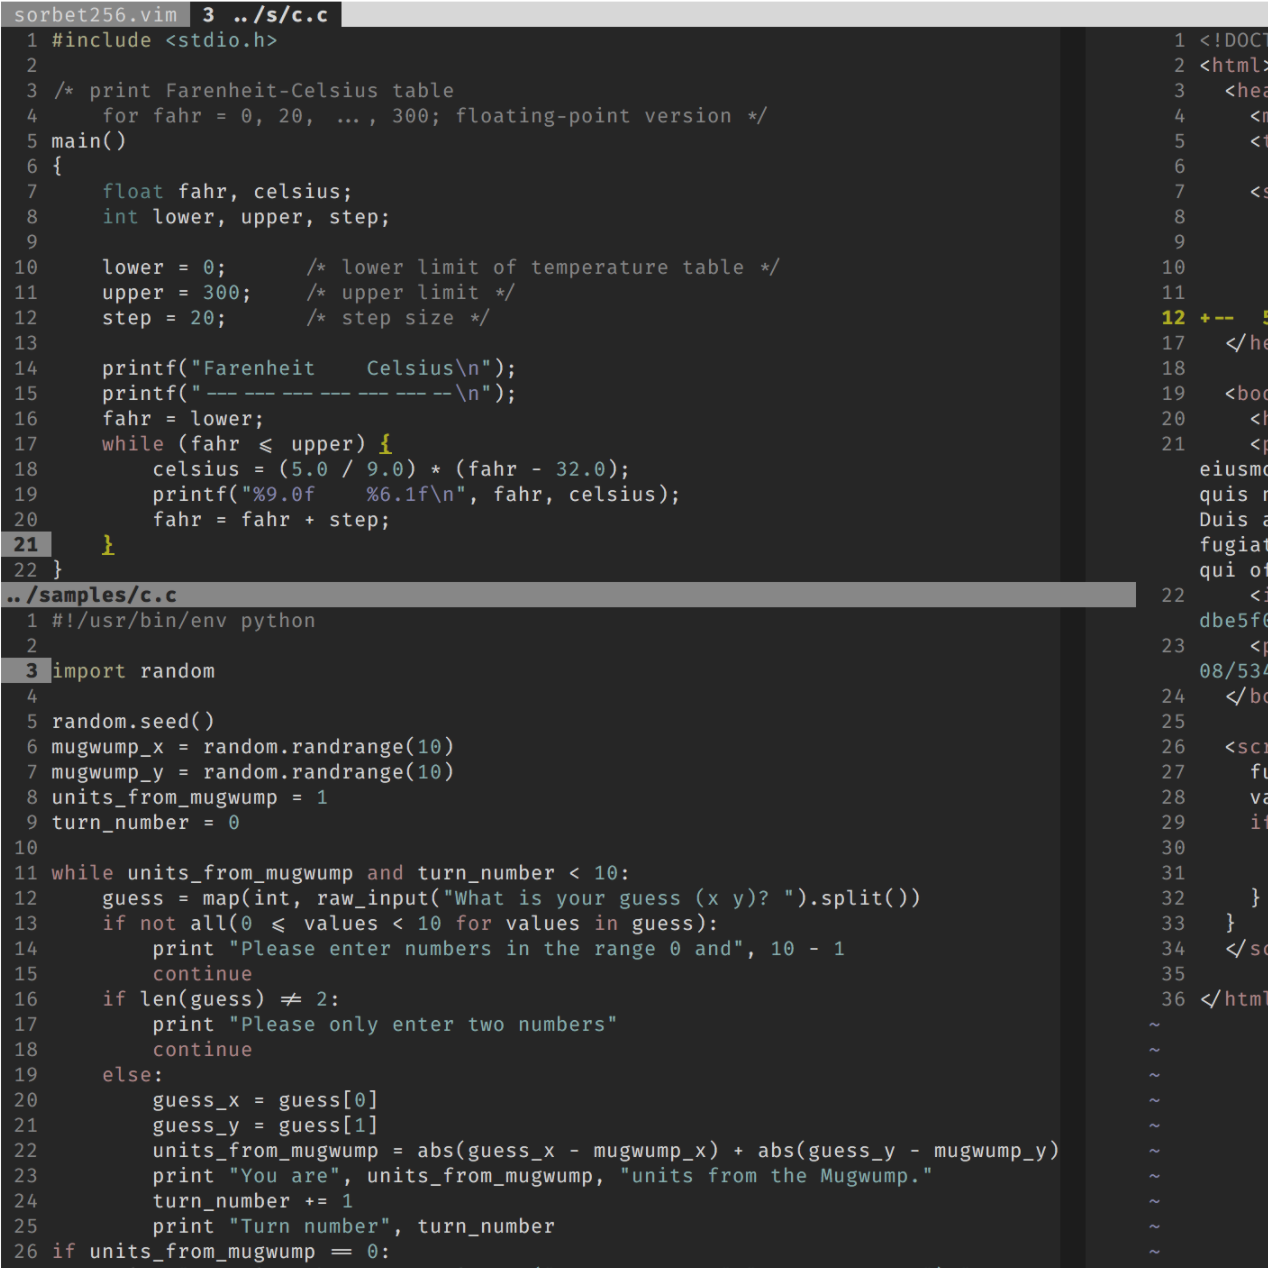 sorbet256.vim  3 ../s/c.c
1 #include <stdio.h>
2
3 /* print Farenheit-Celsius table
4     for fahr = 0, 20, ..., 300; floating-point version */
5 main()
6 {
7     float fahr, celsius;
8     int lower, upper, step;
9
10     lower = 0;      /* lower limit of temperature table */
11     upper = 300;    /* upper limit */
12     step = 20;      /* step size */
13
14     printf("Farenheit    Celsius\n");
15     printf("--------------------\n");
16     fahr = lower;
17     while (fahr <= upper) {
18         celsius = (5.0 / 9.0) * (fahr - 32.0);
19         printf("%9.0f    %6.1f\n", fahr, celsius);
20         fahr = fahr + step;
21     }
22 }
../samples/c.c
1 #!/usr/bin/env python
2
3 import random
4
5 random.seed()
6 mugwump_x = random.randrange(10)
7 mugwump_y = random.randrange(10)
8 units_from_mugwump = 1
9 turn_number = 0
10
11 while units_from_mugwump and turn_number < 10:
12     guess = map(int, raw_input("What is your guess (x y)? ").split())
13     if not all(0 <= values < 10 for values in guess):
14         print "Please enter numbers in the range 0 and", 10 - 1
15         continue
16     if len(guess) != 2:
17         print "Please only enter two numbers"
18         continue
19     else:
20         guess_x = guess[0]
21         guess_y = guess[1]
22         units_from_mugwump = abs(guess_x - mugwump_x) + abs(guess_y - mugwump_y)
23         print "You are", units_from_mugwump, "units from the Mugwump."
24         turn_number += 1
25         print "Turn number", turn_number
26 if units_from_mugwump == 0:
1 <!DOCT
2 <html>
3   <hea
4     <m
5     <t
6
7     <s
8
9
10
11
12 +--  5
17   </he
18
19   <bod
20     <h
21     <p
eiusmo
quis n
Duis a
fugiat
qui of
22     <i
dbe5f0
23     <p
08/534
24   </bo
25
26   <scr
27     fu
28     va
29     if
30
31
32     }
33   }
34   </sc
35
36 </html
~
~
~
~
~
~
~
~
~
~